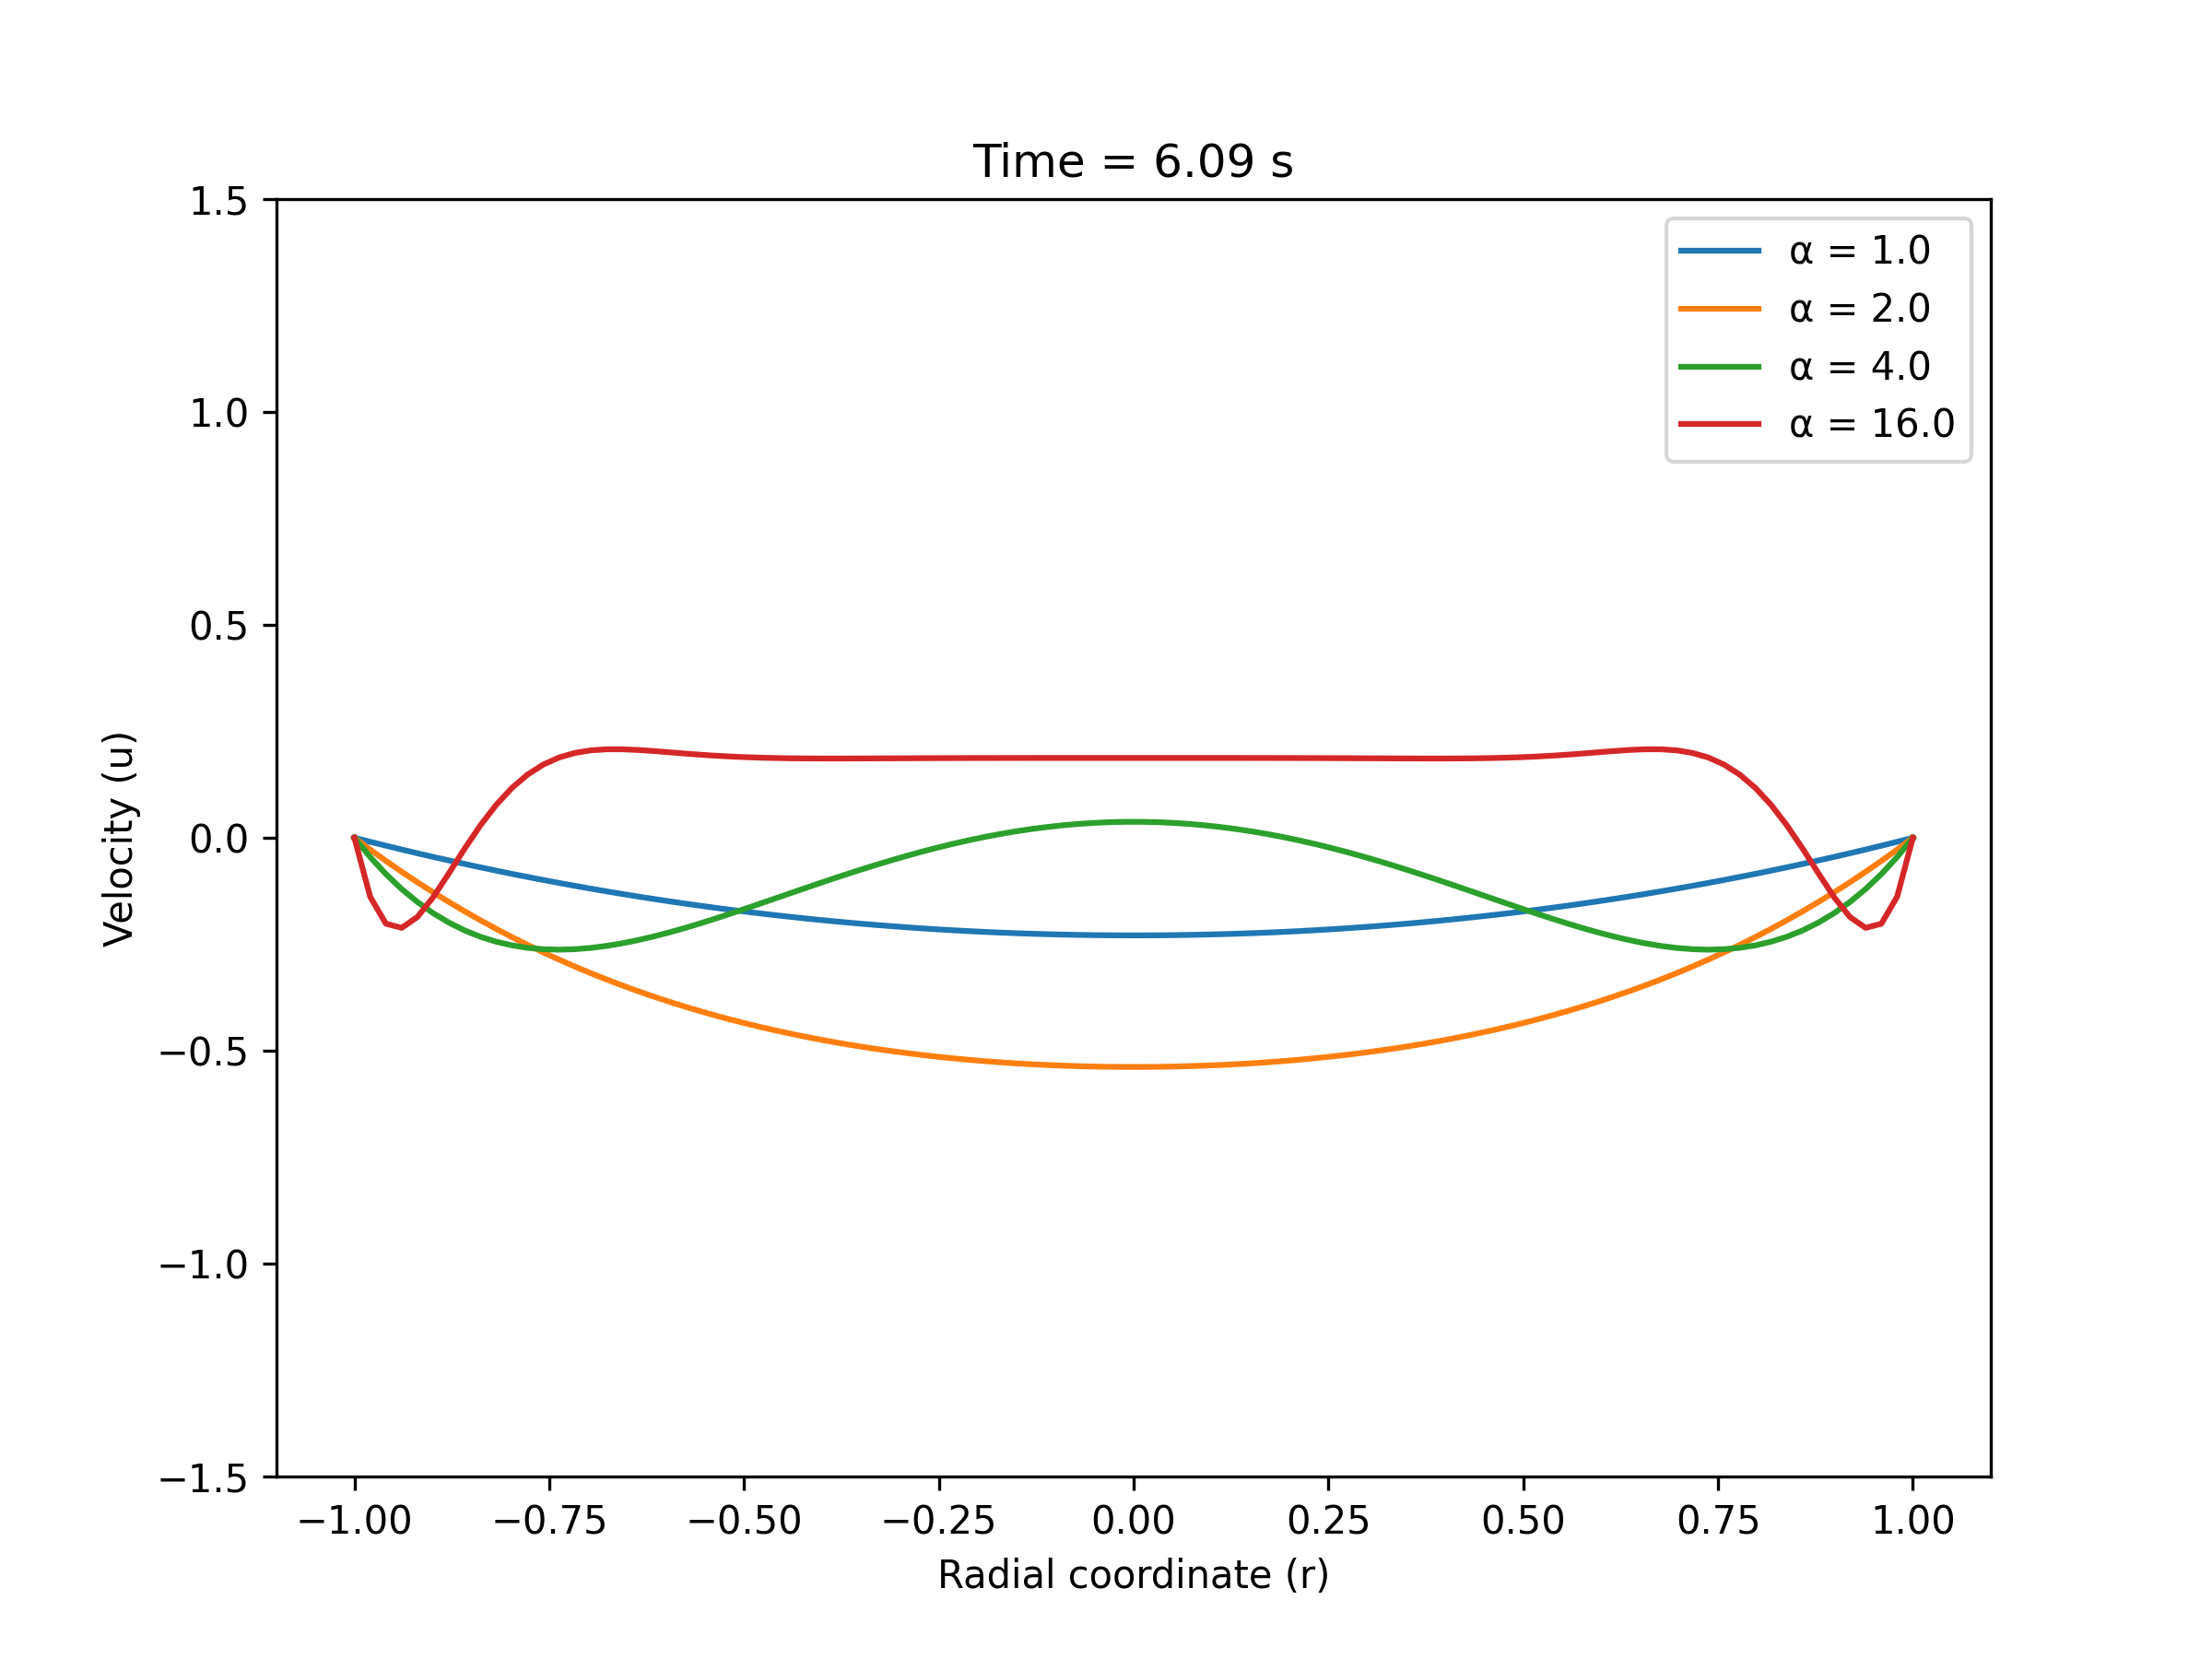 Time = 6.09 s
1.5
1.0
0.5
0.0
−0.5
−1.0
−1.5
Velocity (u)
α = 1.0
α = 2.0
α = 4.0
α = 16.0
−1.00 −0.75 −0.50 −0.25 0.00 0.25 0.50 0.75 1.00
Radial coordinate (r)